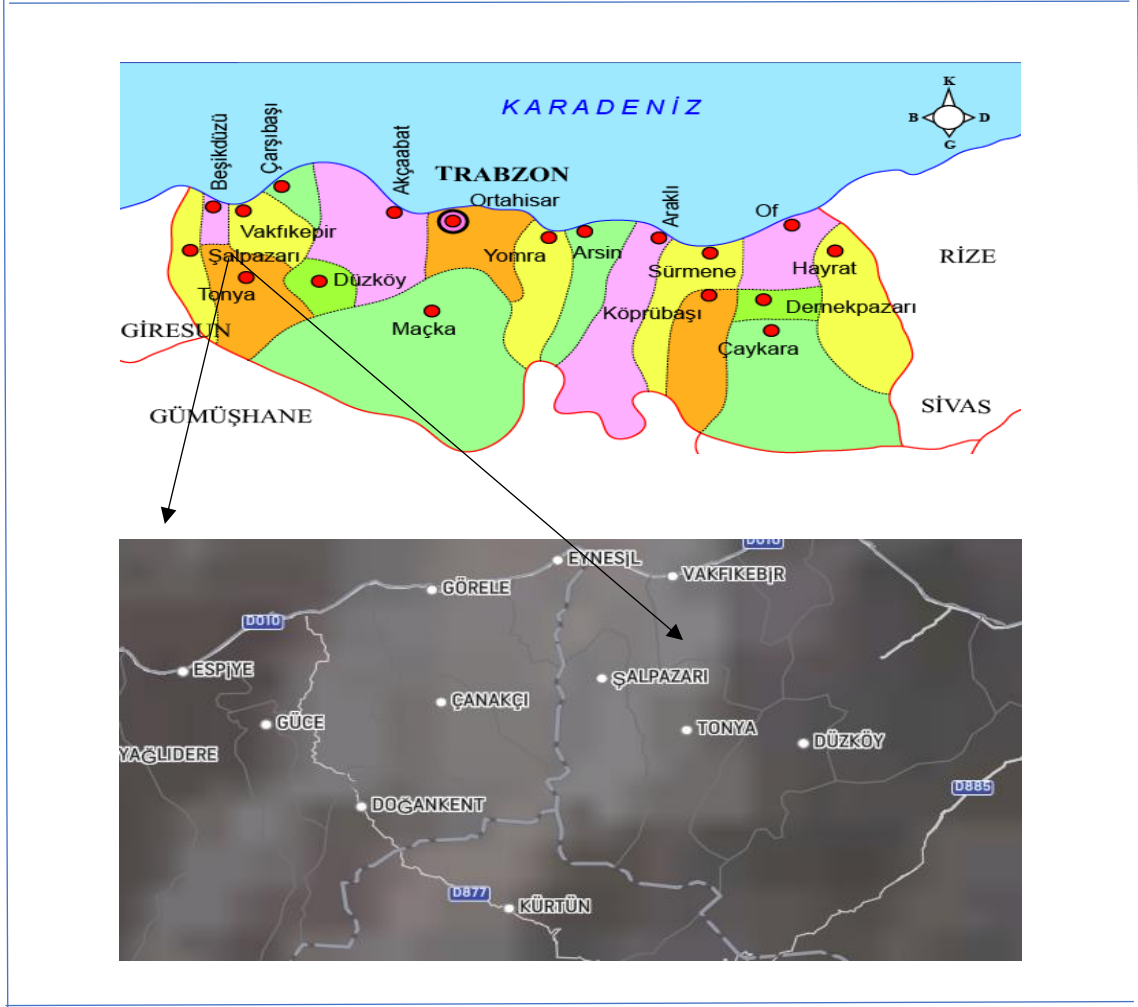 KARADENİZ
K
B D
G
Beşikdüzü
Çarşıbaşı
Akçaabat
TRABZON
Ortahisar
Araklı
Of
Vakfıkepir
Yomra
Arsin
Sürmene
Hayrat
RİZE
Şalpazarı
Tonya
Düzköy
Maçka
Köprübaşı
Demekpazarı
Çaykara
GİRESUN
GÜMÜŞHANE
SİVAS
D010
EYNESİL
VAKFIKEBİR
GÖRELE
D010
ESPİYE
ŞALPAZARI
ÇANAKÇI
GÜCE
TONYA
DÜZKÖY
YAĞLIDERE
D885
DOĞANKENT
D877
KÜRTÜN